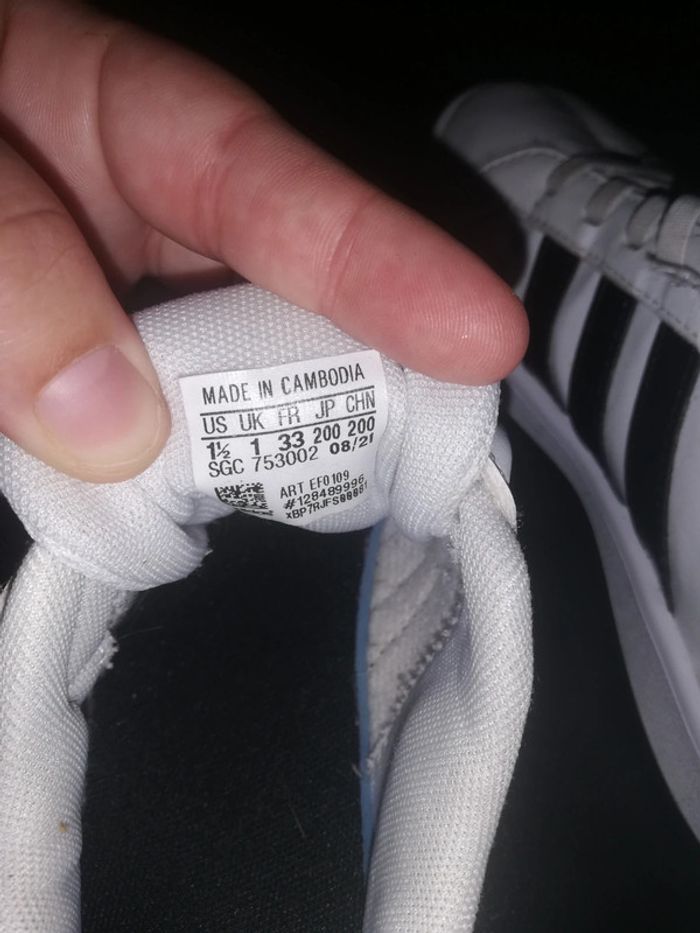 MADE IN CAMBODIA
US UK FR JP CHN
1½ 1 33 200 200
SGC 753002 08/21
ART EF0109
#128489996